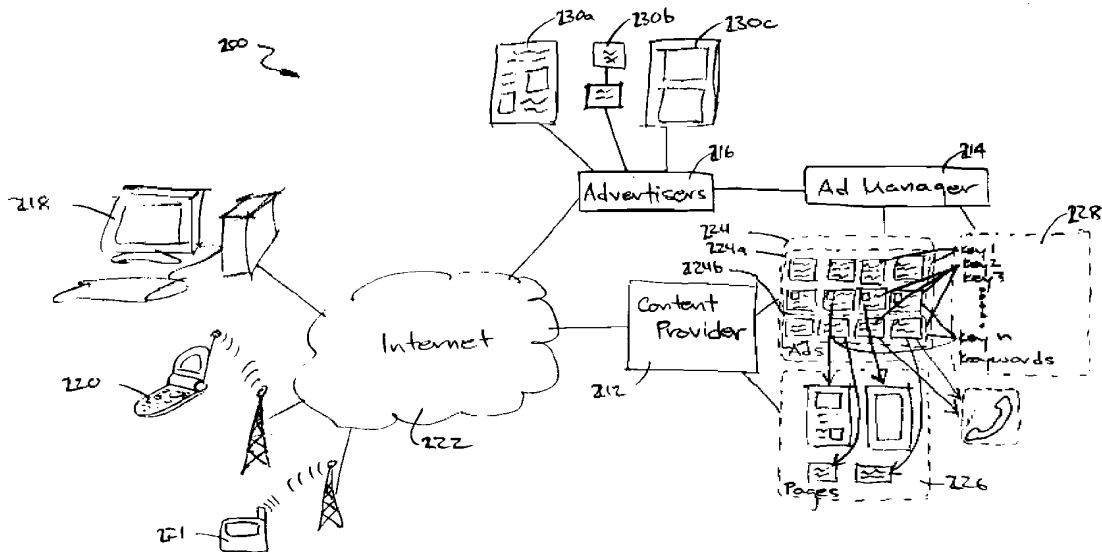 200
230a
230b
230c
216
Advertisers
214
Ad Manager
218
224
224a
224b
228
Key 1
Key 2
Key 3
Key n
Keywords
Ads
Content
Provider
212
Internet
222
220
221
Pages
226